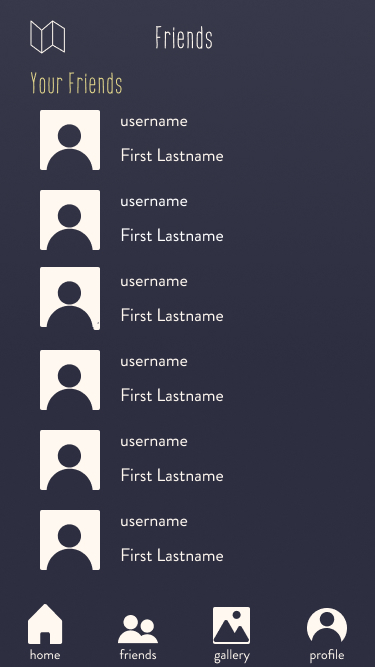 Friends
Your Friends
username
First Lastname
username
First Lastname
username
First Lastname
username
First Lastname
username
First Lastname
username
First Lastname
home
friends
gallery
profile